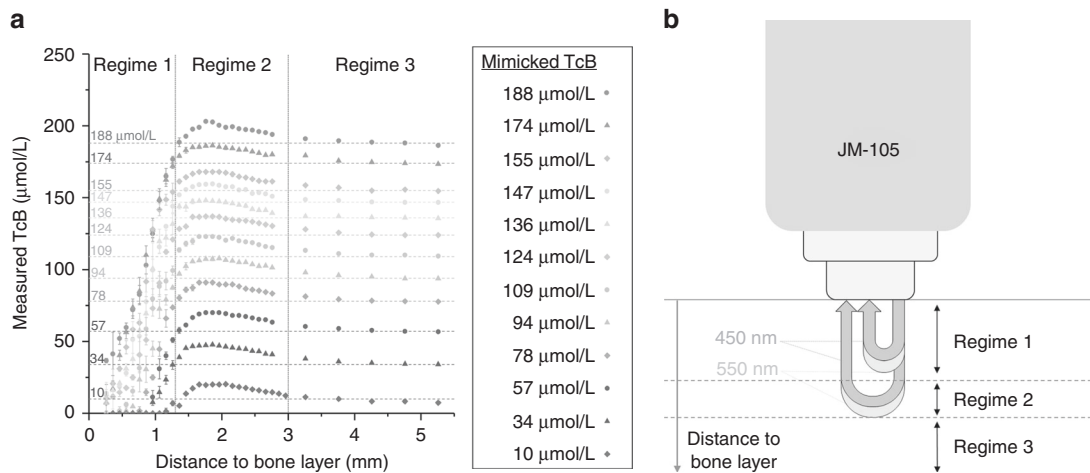 a
250
200
150
100
50
0
Measured TcB (μmol/L)
Regime 1
Regime 2
Regime 3
188 μmol/L
174
155
147
136
124
109
94
78
57
34
10
0
1
2
3
4
5
Distance to bone layer (mm)
Mimicked TcB
188 μmol/L
174 μmol/L
155 μmol/L
147 μmol/L
136 μmol/L
124 μmol/L
109 μmol/L
94 μmol/L
78 μmol/L
57 μmol/L
34 μmol/L
10 μmol/L
b
JM-105
450 nm
550 nm
Regime 1
Regime 2
Regime 3
Distance to
bone layer